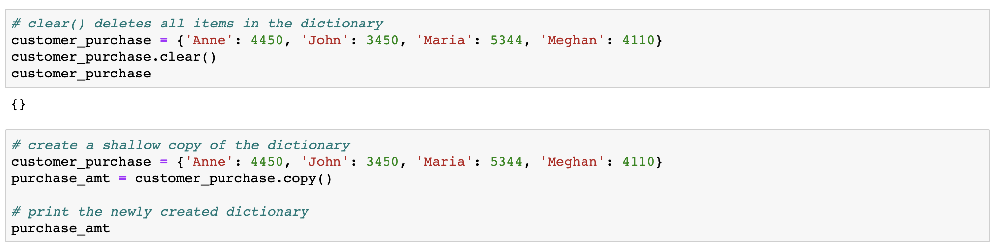 # clear() deletes all items in the dictionary
customer_purchase = {'Anne': 4450, 'John': 3450, 'Maria': 5344, 'Meghan': 4110}
customer_purchase.clear()
customer_purchase
{}
# create a shallow copy of the dictionary
customer_purchase = {'Anne': 4450, 'John': 3450, 'Maria': 5344, 'Meghan': 4110}
purchase_amt = customer_purchase.copy()
# print the newly created dictionary
purchase_amt